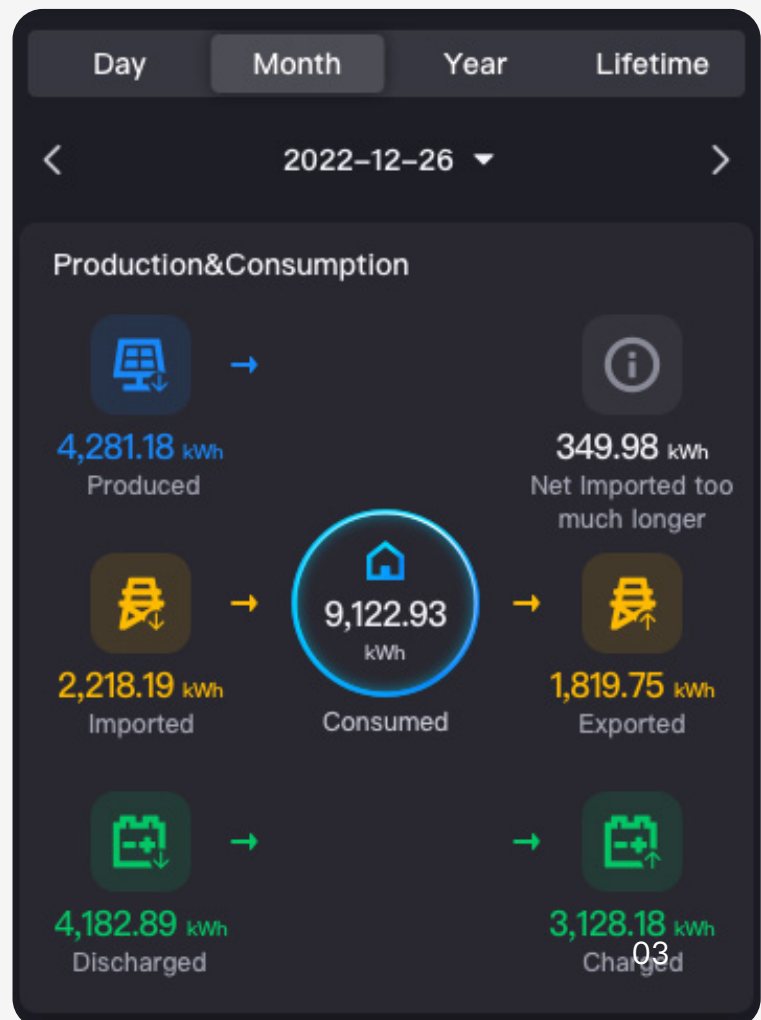 Day Month Year Lifetime
2022-12-26
Production&Consumption
4,281.18 kWh
Produced
349.98 kWh
Net Imported too
much longer
9,122.93
kWh
Consumed
2,218.19 kWh
Imported
1,819.75 kWh
Exported
4,182.89 kWh
Discharged
3,128.18 kWh
Charged
03